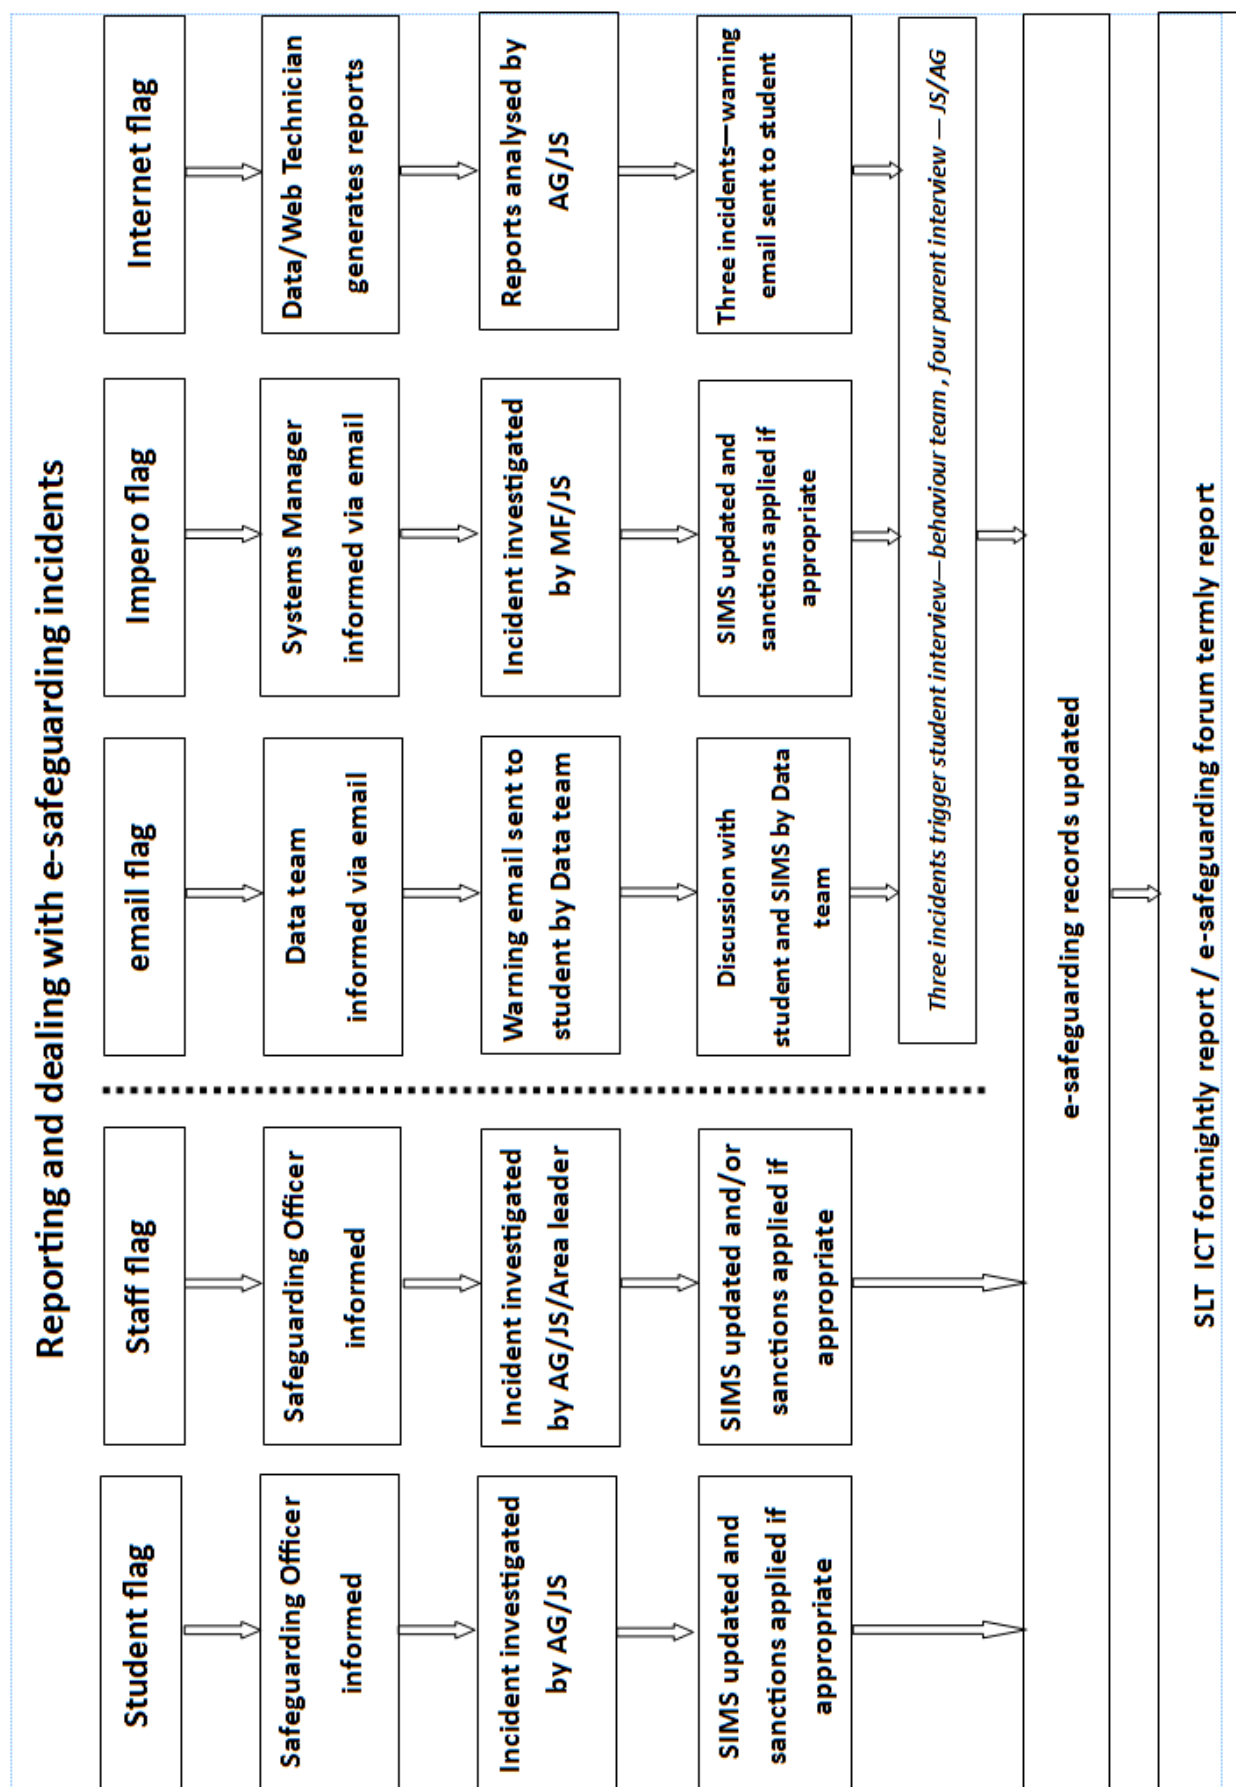 Reporting and dealing with e-safeguarding incidents
Student flag
Safeguarding Officer
informed
Incident investigated
by AG/JS
SIMS updated and
sanctions applied if
appropriate
Staff flag
Safeguarding Officer
informed
Incident investigated
by AG/JS/Area leader
SIMS updated and/or
sanctions applied if
appropriate
email flag
Data team
informed via email
Warning email sent to
student by Data team
Discussion with
student and SIMS by Data
team
Impero flag
Systems Manager
informed via email
Incident investigated
by MF/JS
SIMS updated and
sanctions applied if
appropriate
Internet flag
Data/Web Technician
generates reports
Reports analysed by
AG/JS
Three incidents—warning
email sent to student
Three incidents trigger student interview—behaviour team , four parent interview — JS/AG
e-safeguarding records updated
SLT ICT fortnightly report / e-safeguarding forum termly report